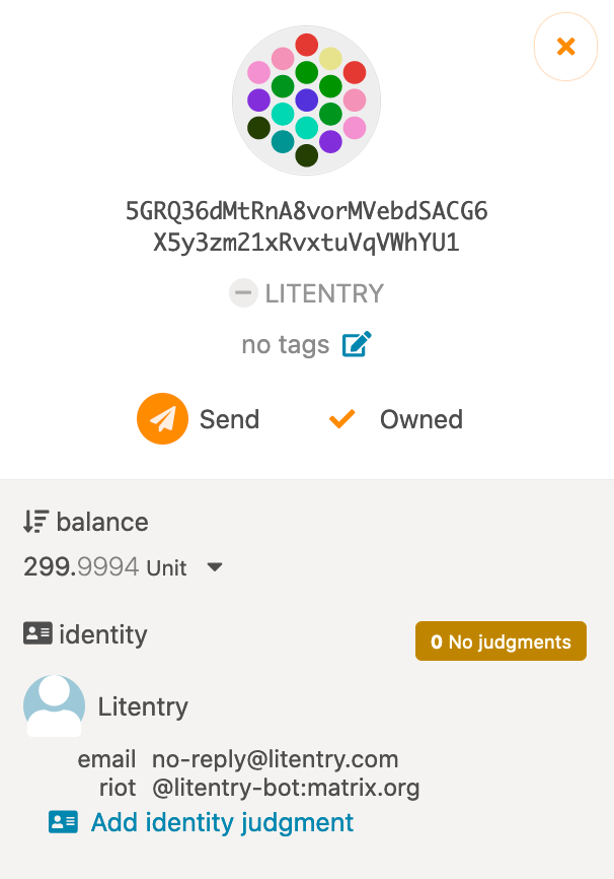 5GRQ36dMtRnA8vorMVebdSACG6
X5y3zm21xRvxtuVqVWhYU1
LITENTRY
no tags
Send
Owned
balance
299.9994 Unit
identity
0 No judgments
Litentry
email no-reply@litentry.com
riot @litentry-bot:matrix.org
Add identity judgment